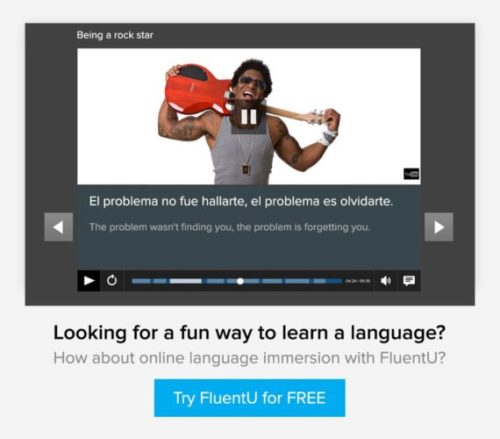 Being a rock star
El problema no fue hallarte, el problema es olvidarte.
The problem wasn't finding you, the problem is forgetting you.
Looking for a fun way to learn a language?
How about online language immersion with FluentU?
Try FluentU for FREE